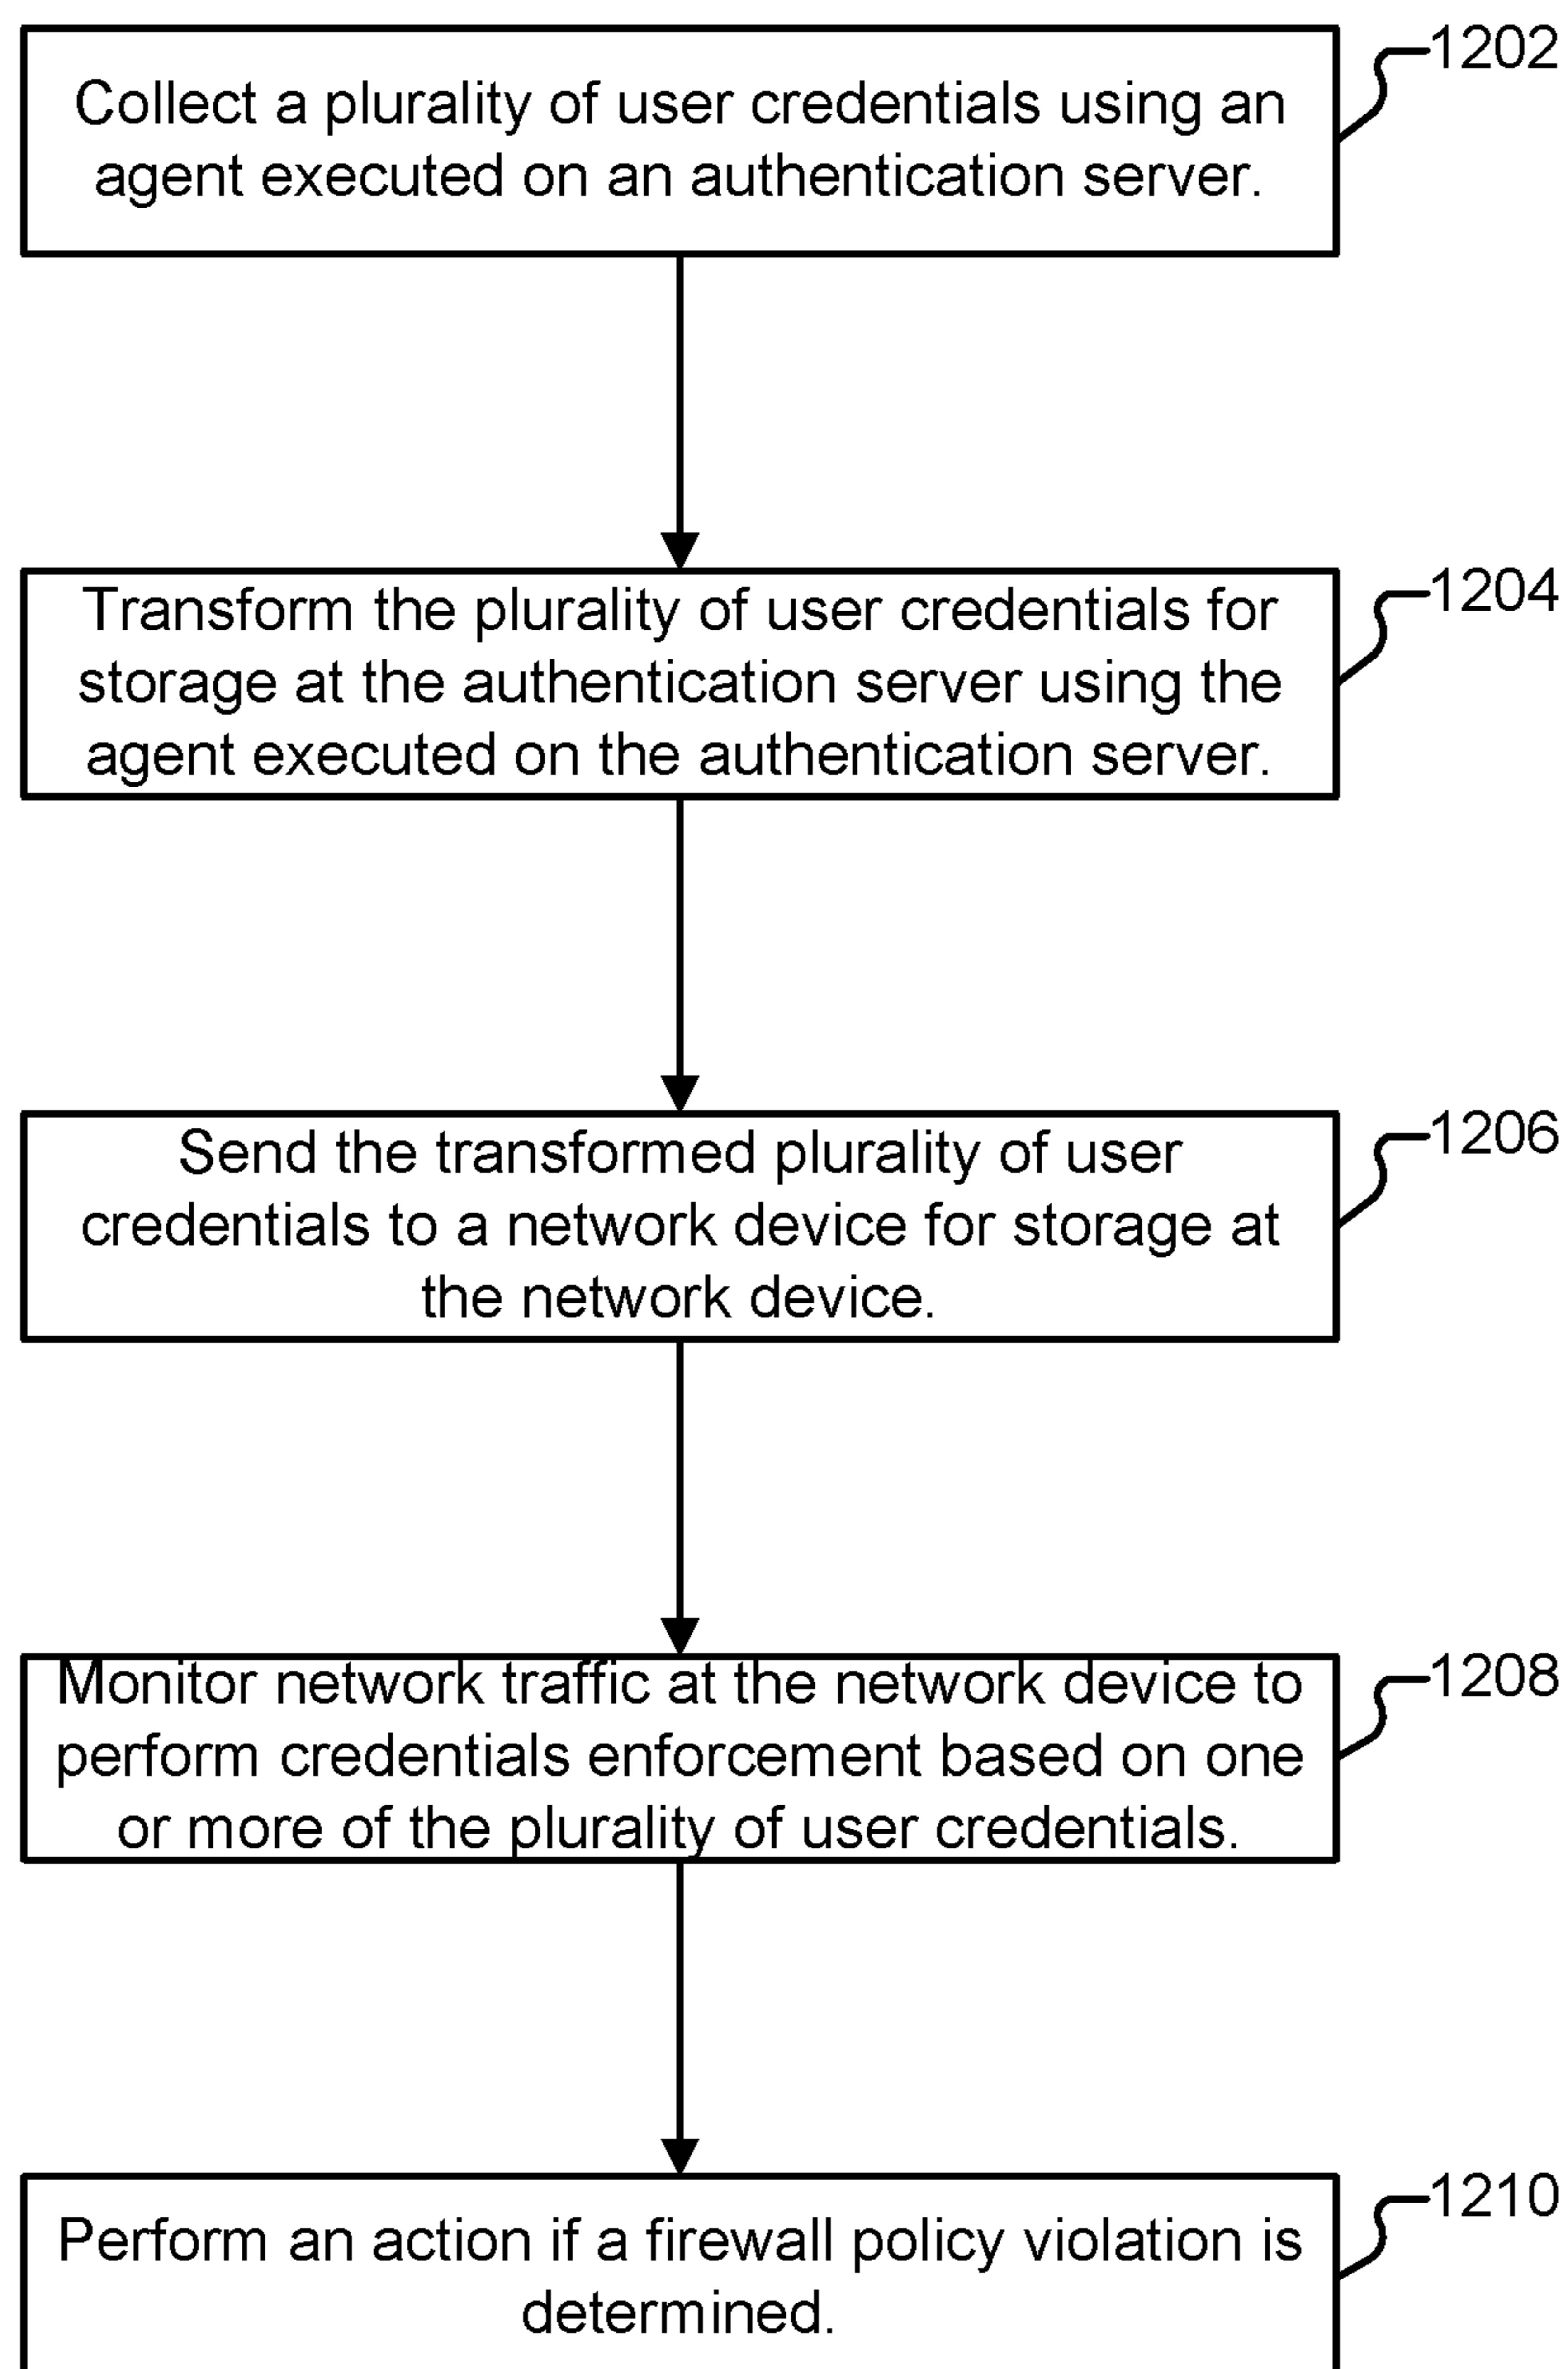 1202
Collect a plurality of user credentials using an
agent executed on an authentication server.
1204
Transform the plurality of user credentials for
storage at the authentication server using the
agent executed on the authentication server.
1206
Send the transformed plurality of user
credentials to a network device for storage at
the network device.
1208
Monitor network traffic at the network device to
perform credentials enforcement based on one
or more of the plurality of user credentials.
1210
Perform an action if a firewall policy violation is
determined.